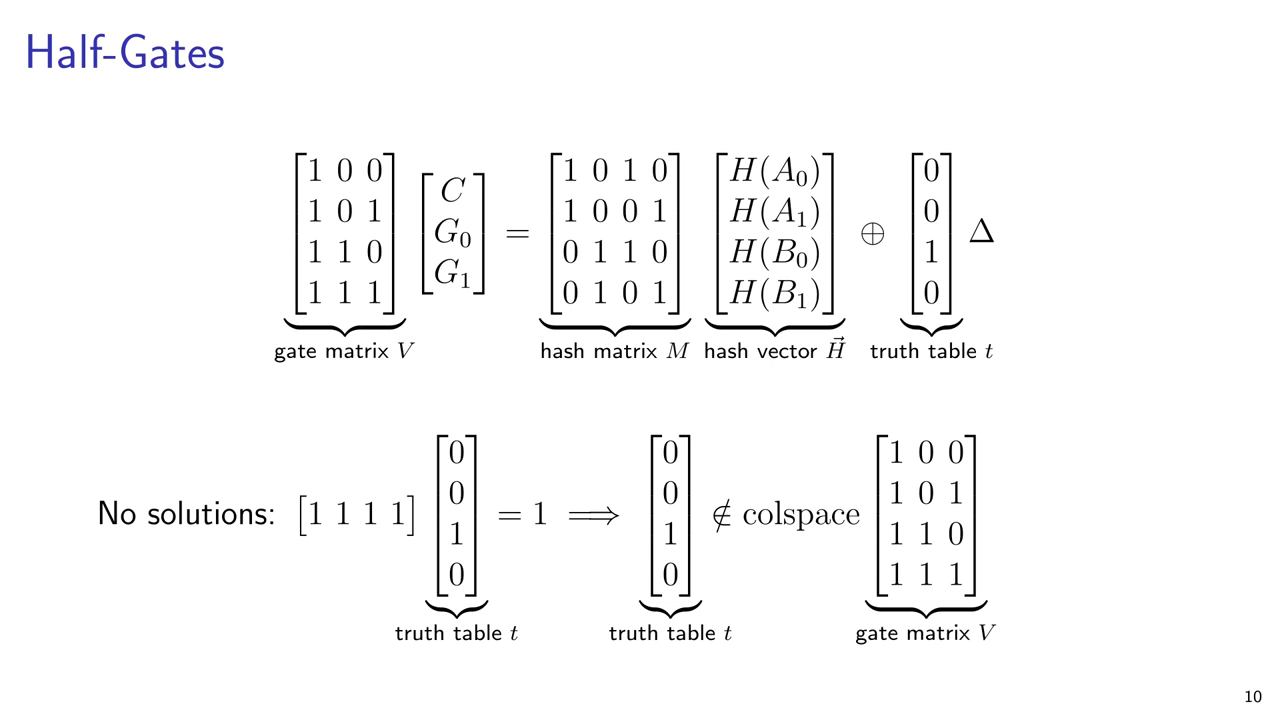 Half-Gates
[1 0 0; 1 0 1; 1 1 0; 1 1 1] [C; G₀; G₁] = [1 0 1 0; 1 0 0 1; 0 1 1 0; 0 1 0 1] [H(A₀); H(A₁); H(B₀); H(B₁)] ⊕ [0; 0; 1; 0] Δ
gate matrix V hash matrix M hash vector H⃗ truth table t
No solutions: [1 1 1 1] [0; 0; 1; 0] = 1 ⟹ [0; 0; 1; 0] ∉ colspace [1 0 0; 1 0 1; 1 1 0; 1 1 1]
truth table t truth table t gate matrix V
10